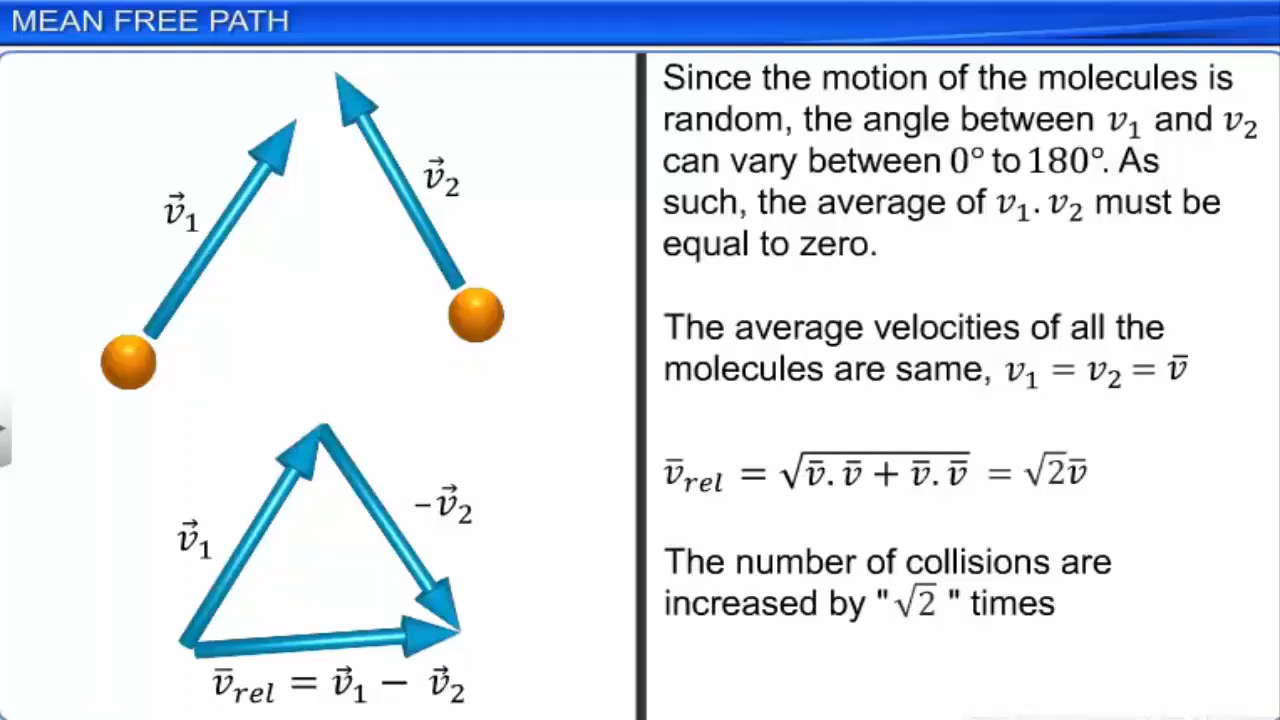 MEAN FREE PATH
v⃗₁
v⃗₂
v⃗₁
−v⃗₂
v̄ᵣₑₗ = v⃗₁ − v⃗₂
Since the motion of the molecules is
random, the angle between v₁ and v₂
can vary between 0° to 180°. As
such, the average of v₁. v₂ must be
equal to zero.
The average velocities of all the
molecules are same, v₁ = v₂ = v̄
v̄ᵣₑₗ = √(v̄. v̄ + v̄. v̄) = √2v̄
The number of collisions are
increased by "√2 " times